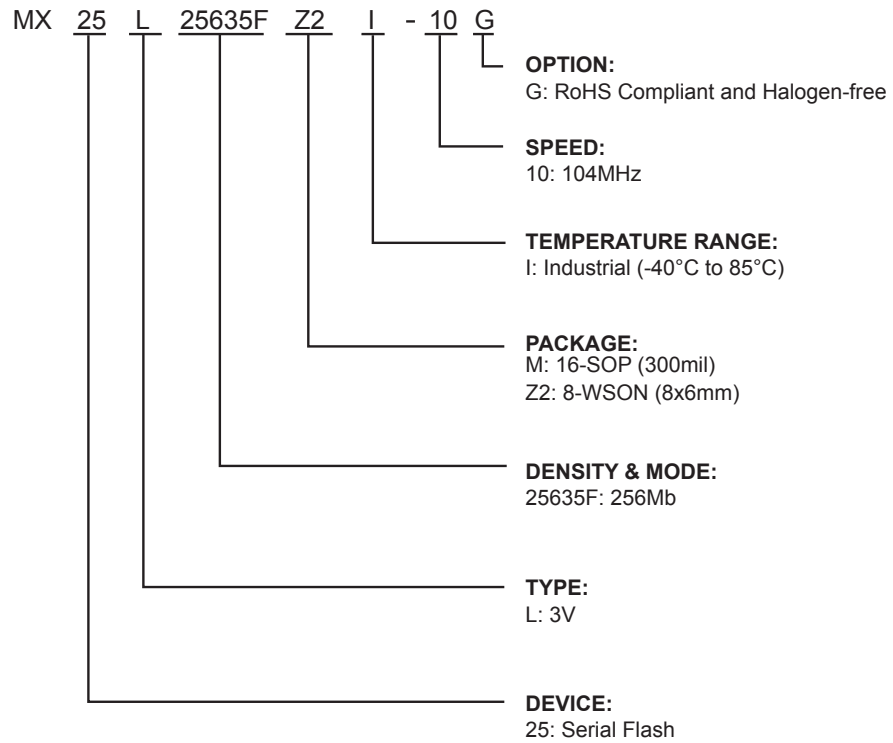 MX 25 L 25635F Z2 I - 10 G
OPTION:
G: RoHS Compliant and Halogen-free
SPEED:
10: 104MHz
TEMPERATURE RANGE:
I: Industrial (-40°C to 85°C)
PACKAGE:
M: 16-SOP (300mil)
Z2: 8-WSON (8x6mm)
DENSITY & MODE:
25635F: 256Mb
TYPE:
L: 3V
DEVICE:
25: Serial Flash